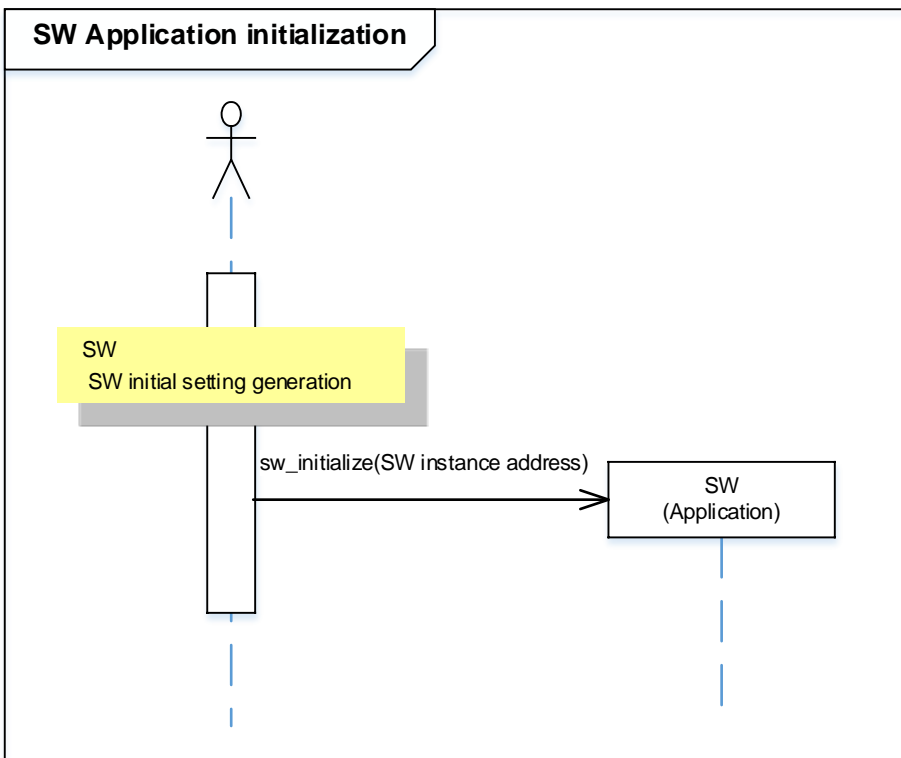 SW Application initialization
SW
SW initial setting generation
sw_initialize(SW instance address)
SW
(Application)